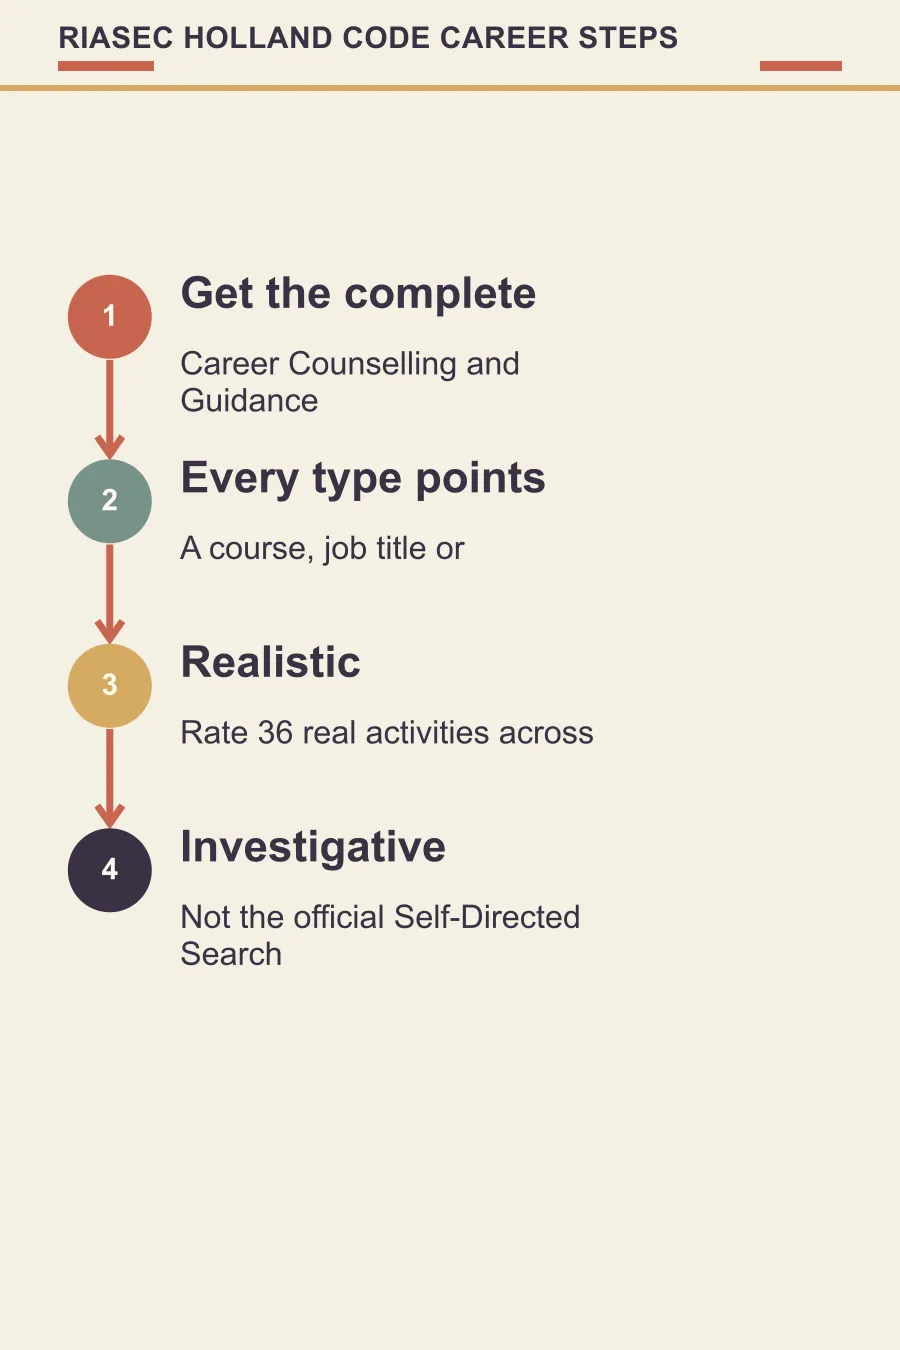 RIASEC HOLLAND CODE CAREER STEPS
1
Get the complete
Career Counselling and
Guidance
2
Every type points
A course, job title or
3
Realistic
Rate 36 real activities across
4
Investigative
Not the official Self-Directed
Search